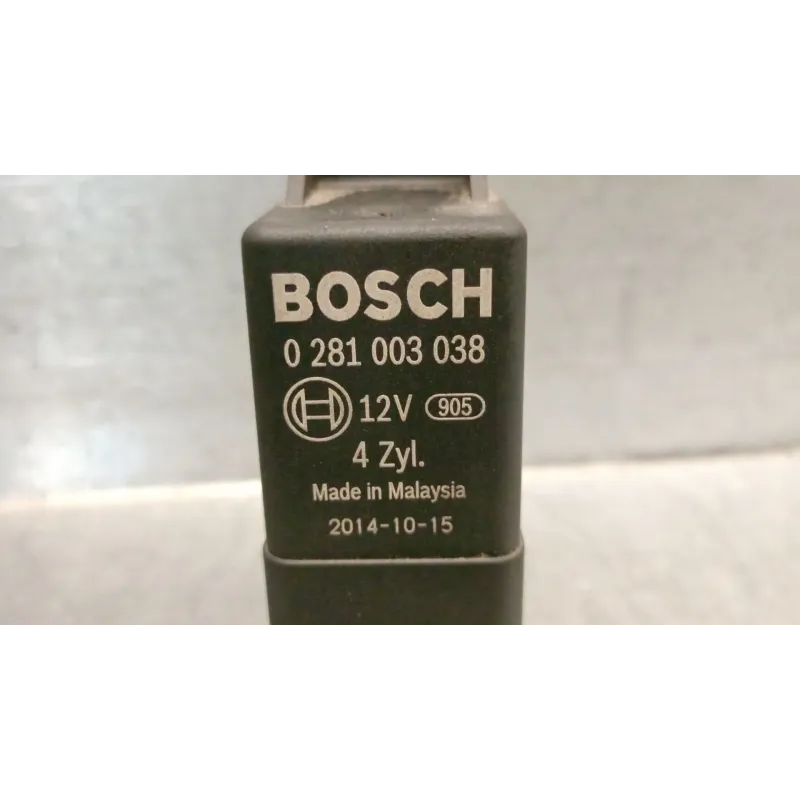 BOSCH
0 281 003 038
12V 905
4 Zyl.
Made in Malaysia
2014-10-15